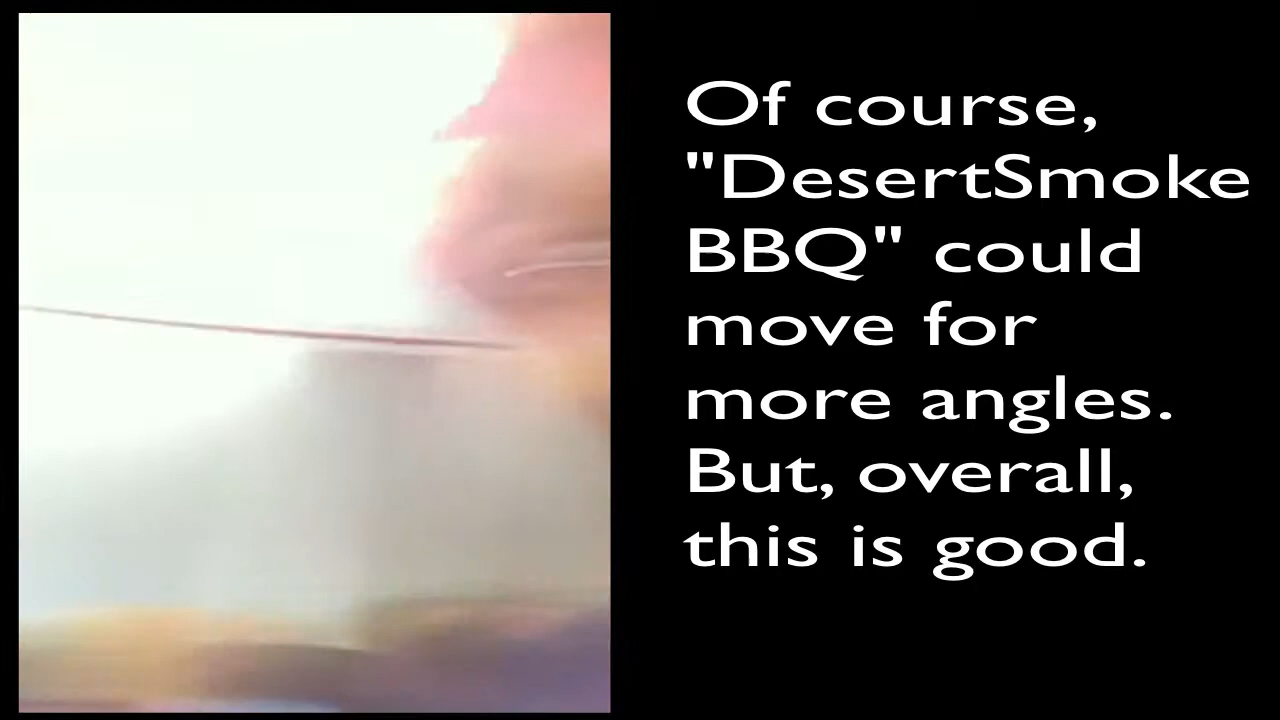 Of course,
"DesertSmoke
BBQ" could
move for
more angles.
But, overall,
this is good.